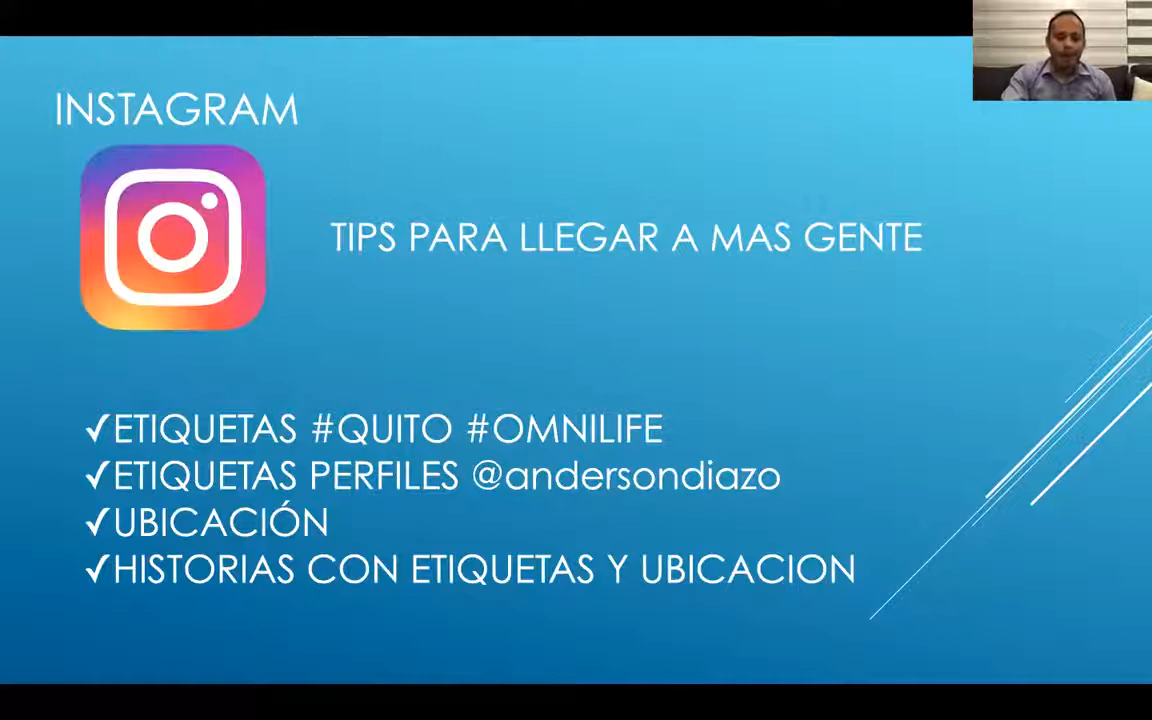 INSTAGRAM
TIPS PARA LLEGAR A MAS GENTE
✓ETIQUETAS #QUITO #OMNILIFE
✓ETIQUETAS PERFILES @andersondiazo
✓UBICACIÓN
✓HISTORIAS CON ETIQUETAS Y UBICACION